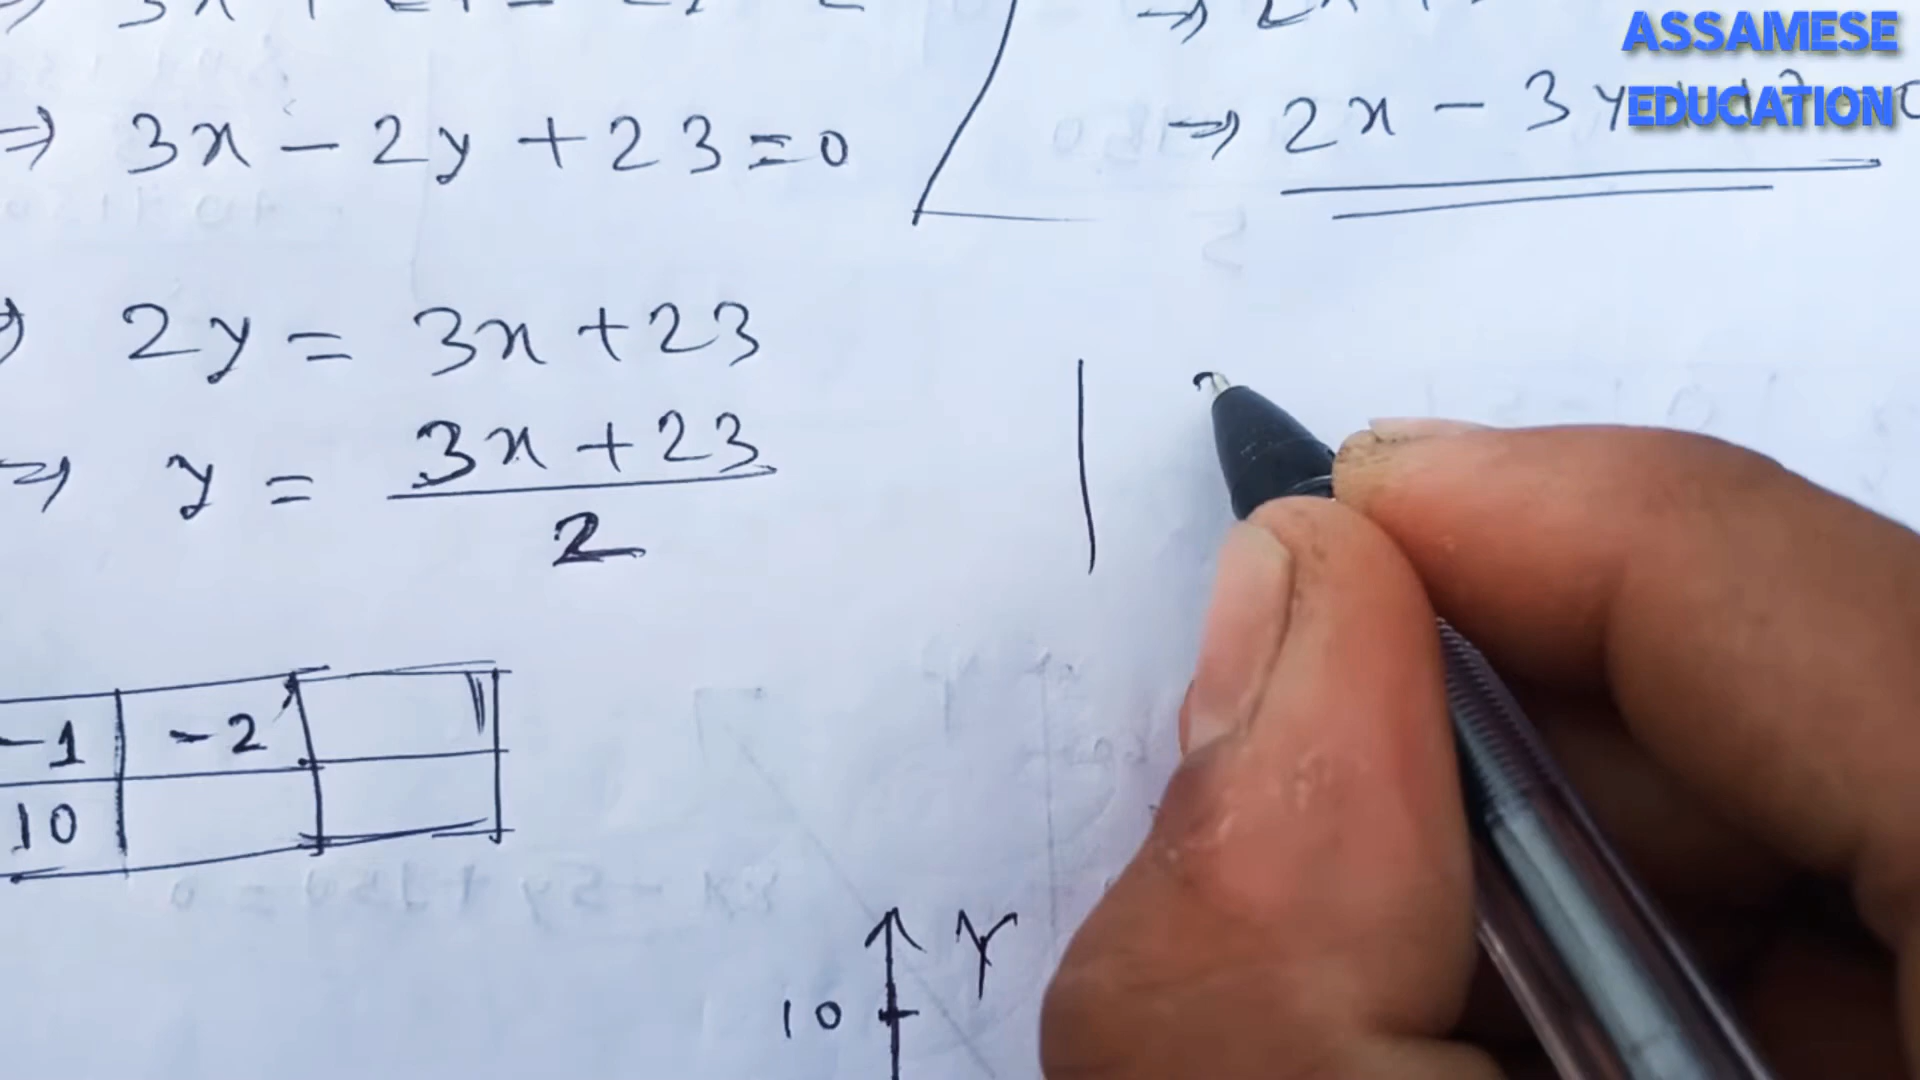 ⇒ 3x - 2y + 23 = 0
→ 2x - 3y
2y = 3x + 23
→ y = 3x + 23
2
-1 -2
10
Y
10
ASSAMESE
EDUCATION